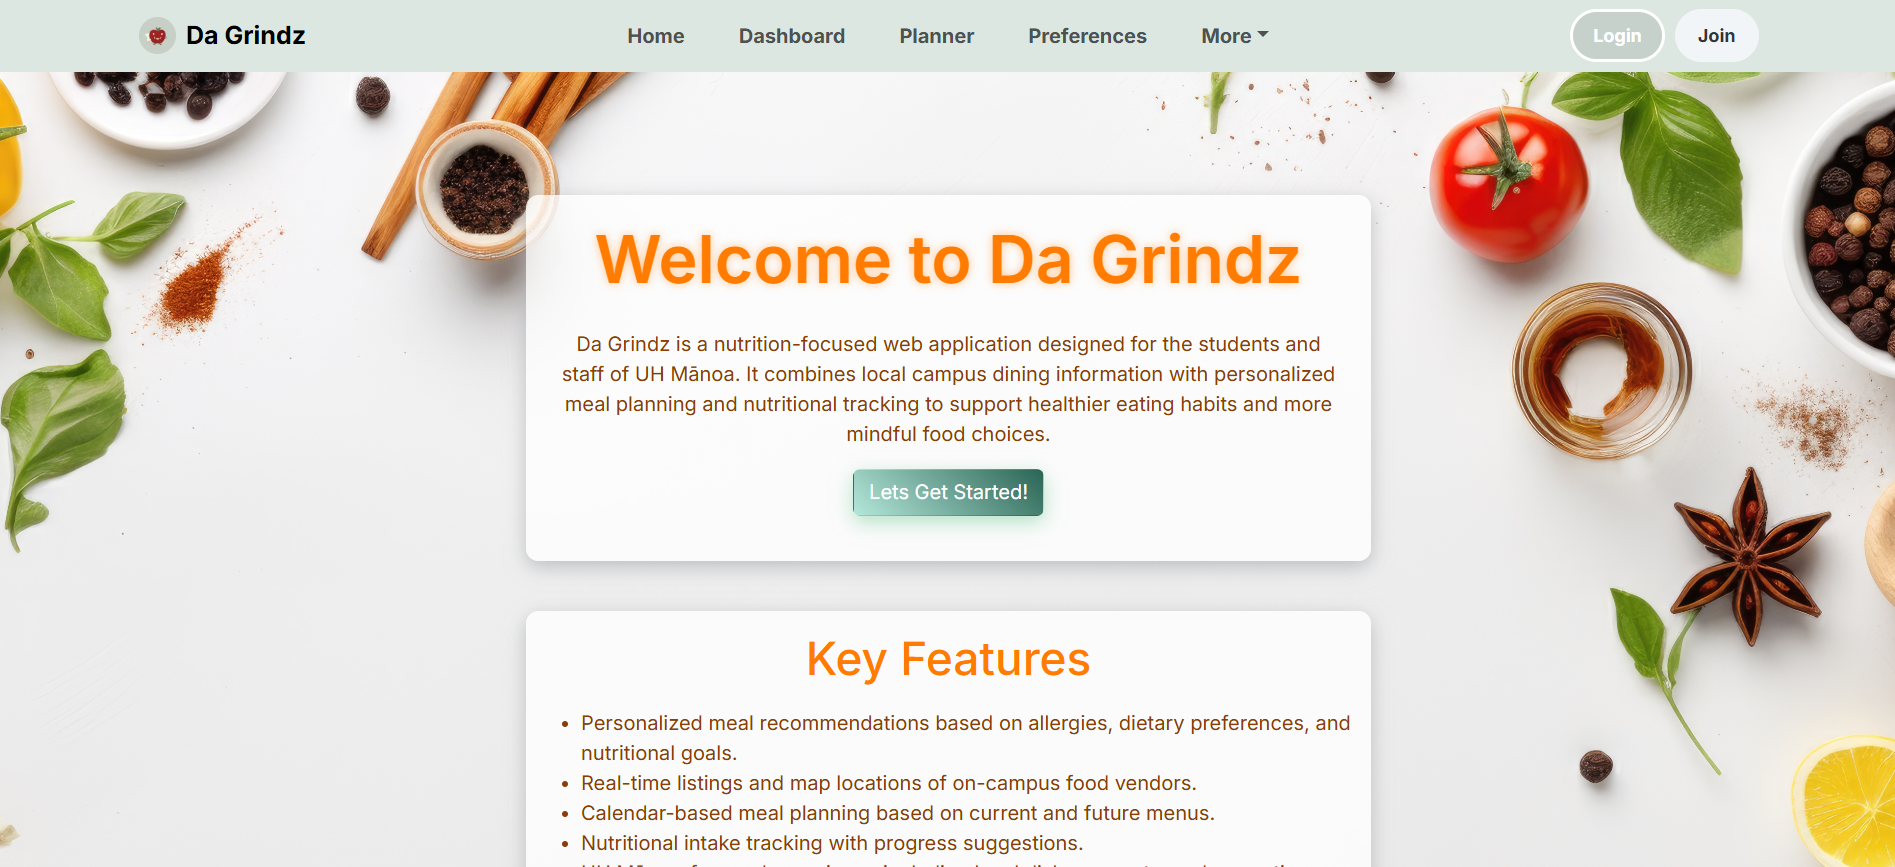 Da Grindz
Home
Dashboard
Planner
Preferences
More
Login
Join
Welcome to Da Grindz
Da Grindz is a nutrition-focused web application designed for the students and
staff of UH Mānoa. It combines local campus dining information with personalized
meal planning and nutritional tracking to support healthier eating habits and more
mindful food choices.
Lets Get Started!
Key Features
• Personalized meal recommendations based on allergies, dietary preferences, and
nutritional goals.
• Real-time listings and map locations of on-campus food vendors.
• Calendar-based meal planning based on current and future menus.
• Nutritional intake tracking with progress suggestions.